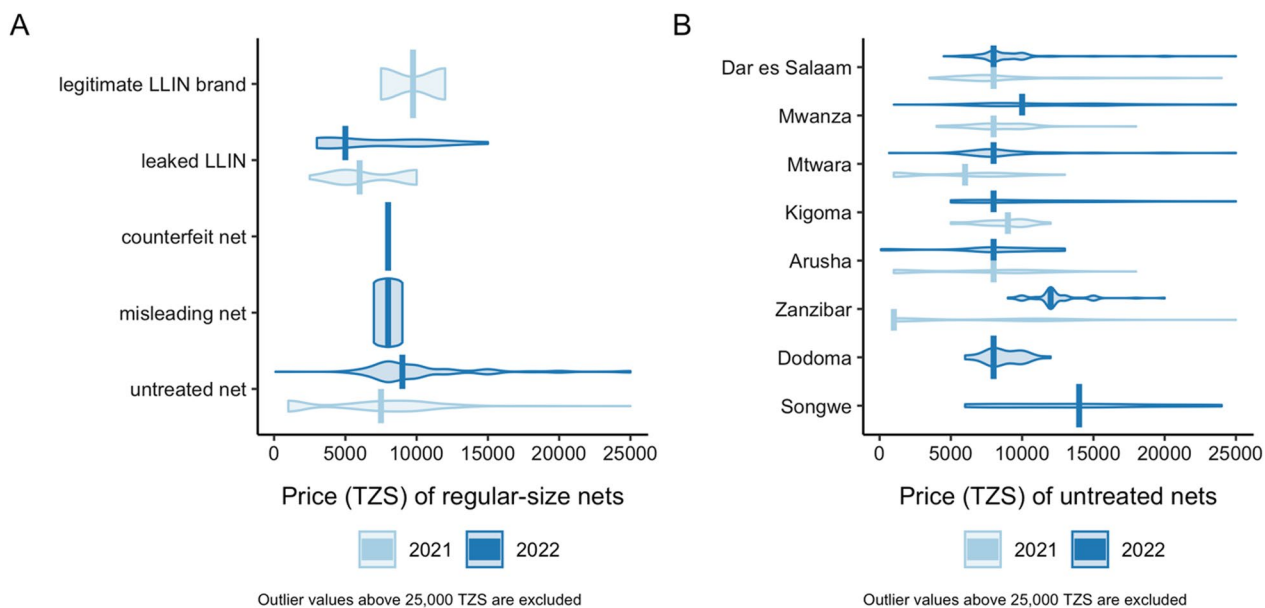 A
legitimate LLIN brand
leaked LLIN
counterfeit net
misleading net
untreated net
0 5000 10000 15000 20000 25000
Price (TZS) of regular-size nets
2021 2022
Outlier values above 25,000 TZS are excluded
B
Dar es Salaam
Mwanza
Mtwara
Kigoma
Arusha
Zanzibar
Dodoma
Songwe
0 5000 10000 15000 20000 25000
Price (TZS) of untreated nets
2021 2022
Outlier values above 25,000 TZS are excluded